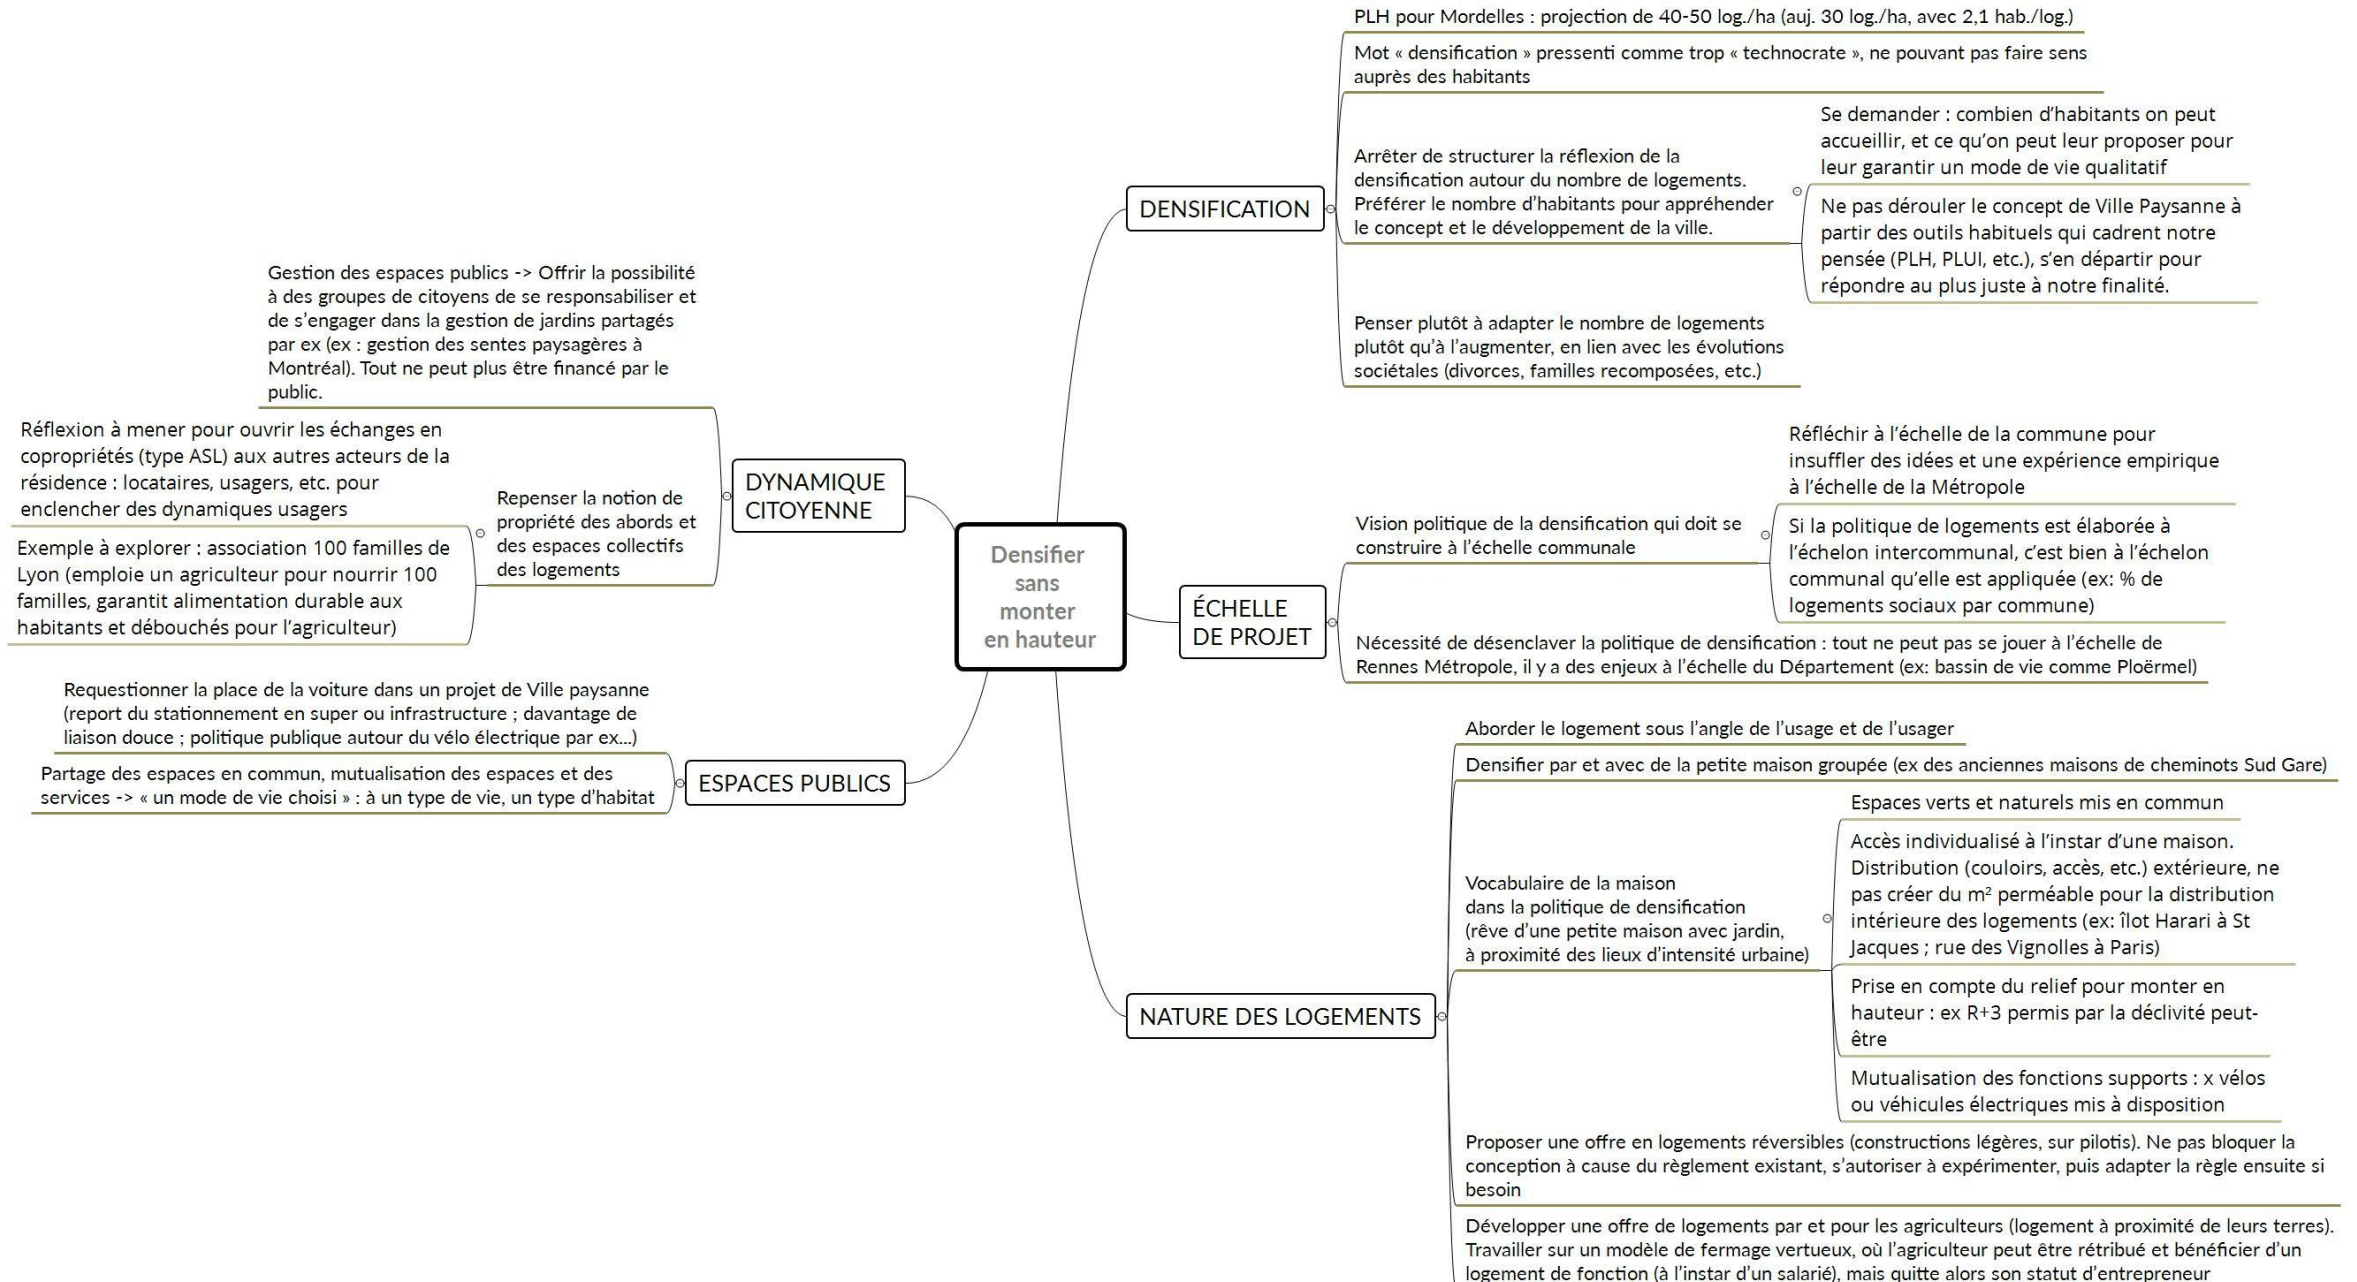 Densifier
sans
monter
en hauteur
DENSIFICATION
PLH pour Mordelles : projection de 40-50 log./ha (auj. 30 log./ha, avec 2,1 hab./log.)
Mot « densification » pressenti comme trop « technocrate », ne pouvant pas faire sens
auprès des habitants
Arrêter de structurer la réflexion de la
densification autour du nombre de logements.
Préférer le nombre d’habitants pour appréhender
le concept et le développement de la ville.
Se demander : combien d’habitants on peut
accueillir, et ce qu’on peut leur proposer pour
leur garantir un mode de vie qualitatif
Ne pas dérouler le concept de Ville Paysanne à
partir des outils habituels qui cadrent notre
pensée (PLH, PLUI, etc.), s’en départir pour
répondre au plus juste à notre finalité.
Penser plutôt à adapter le nombre de logements
plutôt qu’à l’augmenter, en lien avec les évolutions
sociétales (divorces, familles recomposées, etc.)
ÉCHELLE
DE PROJET
Vision politique de la densification qui doit se
construire à l’échelle communale
Réfléchir à l’échelle de la commune pour
insuffler des idées et une expérience empirique
à l’échelle de la Métropole
Si la politique de logements est élaborée à
l’échelon intercommunal, c’est bien à l’échelon
communal qu’elle est appliquée (ex: % de
logements sociaux par commune)
Nécessité de désenclaver la politique de densification : tout ne peut pas se jouer à l’échelle de
Rennes Métropole, il y a des enjeux à l’échelle du Département (ex: bassin de vie comme Ploërmel)
NATURE DES LOGEMENTS
Aborder le logement sous l’angle de l’usage et de l’usager
Densifier par et avec de la petite maison groupée (ex des anciennes maisons de cheminots Sud Gare)
Vocabulaire de la maison
dans la politique de densification
(rêve d’une petite maison avec jardin,
à proximité des lieux d’intensité urbaine)
Espaces verts et naturels mis en commun
Accès individualisé à l’instar d’une maison.
Distribution (couloirs, accès, etc.) extérieure, ne
pas créer du m² perméable pour la distribution
intérieure des logements (ex: îlot Harari à St
Jacques ; rue des Vignolles à Paris)
Prise en compte du relief pour monter en
hauteur : ex R+3 permis par la déclivité peut-
être
Mutualisation des fonctions supports : x vélos
ou véhicules électriques mis à disposition
Proposer une offre en logements réversibles (constructions légères, sur pilotis). Ne pas bloquer la
conception à cause du règlement existant, s’autoriser à expérimenter, puis adapter la règle ensuite si
besoin
Développer une offre de logements par et pour les agriculteurs (logement à proximité de leurs terres).
Travailler sur un modèle de fermage vertueux, où l’agriculteur peut être rétribué et bénéficier d’un
logement de fonction (à l’instar d’un salarié), mais quitte alors son statut d’entrepreneur
DYNAMIQUE
CITOYENNE
Gestion des espaces publics -> Offrir la possibilité
à des groupes de citoyens de se responsabiliser et
de s’engager dans la gestion de jardins partagés
par ex (ex : gestion des sentes paysagères à
Montréal). Tout ne peut plus être financé par le
public.
Repenser la notion de
propriété des abords et
des espaces collectifs
des logements
Réflexion à mener pour ouvrir les échanges en
copropriétés (type ASL) aux autres acteurs de la
résidence : locataires, usagers, etc. pour
enclencher des dynamiques usagers
Exemple à explorer : association 100 familles de
Lyon (emploie un agriculteur pour nourrir 100
familles, garantit alimentation durable aux
habitants et débouchés pour l’agriculteur)
ESPACES PUBLICS
Requestionner la place de la voiture dans un projet de Ville paysanne
(report du stationnement en super ou infrastructure ; davantage de
liaison douce ; politique publique autour du vélo électrique par ex...)
Partage des espaces en commun, mutualisation des espaces et des
services -> « un mode de vie choisi » : à un type de vie, un type d’habitat